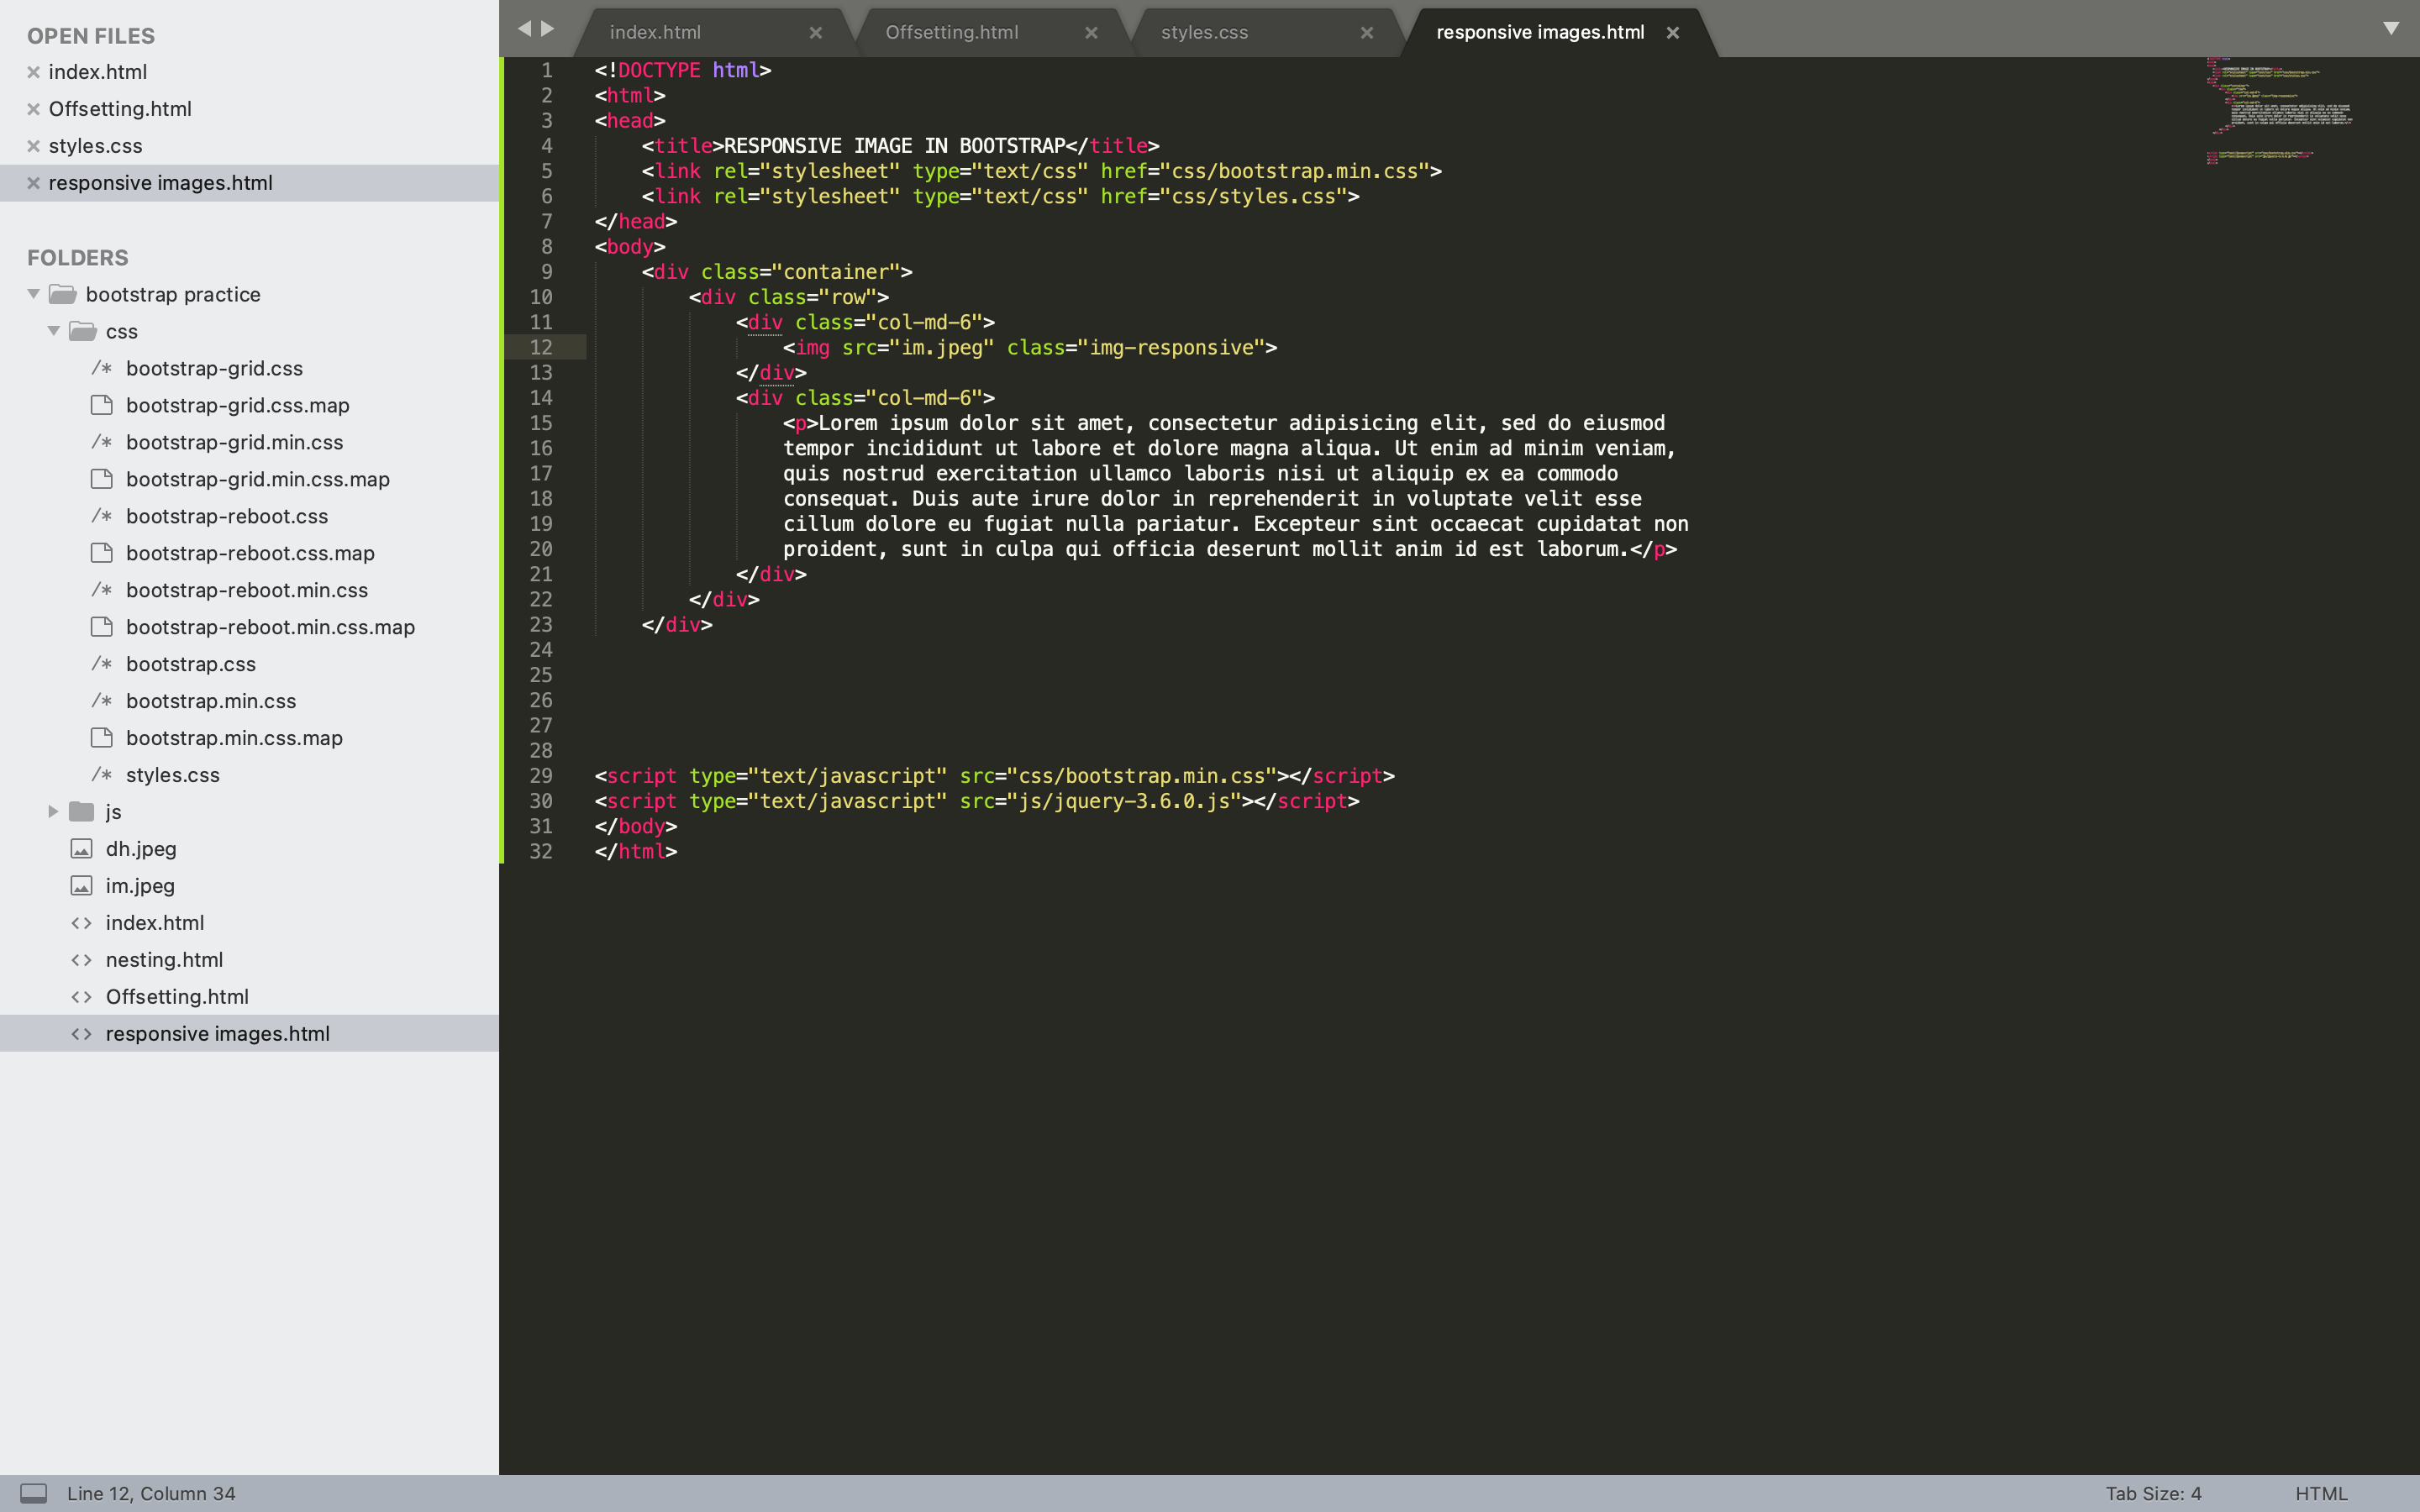 OPEN FILES
index.html
Offsetting.html
styles.css
responsive images.html
FOLDERS
bootstrap practice
css
/* bootstrap-grid.css
bootstrap-grid.css.map
/* bootstrap-grid.min.css
bootstrap-grid.min.css.map
/* bootstrap-reboot.css
bootstrap-reboot.css.map
/* bootstrap-reboot.min.css
bootstrap-reboot.min.css.map
/* bootstrap.css
/* bootstrap.min.css
bootstrap.min.css.map
/* styles.css
js
dh.jpeg
im.jpeg
<> index.html
<> nesting.html
<> Offsetting.html
<> responsive images.html
index.html Offsetting.html styles.css responsive images.html
1 <!DOCTYPE html>
2 <html>
3 <head>
4 <title>RESPONSIVE IMAGE IN BOOTSTRAP</title>
5 <link rel="stylesheet" type="text/css" href="css/bootstrap.min.css">
6 <link rel="stylesheet" type="text/css" href="css/styles.css">
7 </head>
8 <body>
9 <div class="container">
10 <div class="row">
11 <div class="col-md-6">
12 <img src="im.jpeg" class="img-responsive">
13 </div>
14 <div class="col-md-6">
15 <p>Lorem ipsum dolor sit amet, consectetur adipisicing elit, sed do eiusmod
16 tempor incididunt ut labore et dolore magna aliqua. Ut enim ad minim veniam,
17 quis nostrud exercitation ullamco laboris nisi ut aliquip ex ea commodo
18 consequat. Duis aute irure dolor in reprehenderit in voluptate velit esse
19 cillum dolore eu fugiat nulla pariatur. Excepteur sint occaecat cupidatat non
20 proident, sunt in culpa qui officia deserunt mollit anim id est laborum.</p>
21 </div>
22 </div>
23 </div>
24
25
26
27
28
29 <script type="text/javascript" src="css/bootstrap.min.css"></script>
30 <script type="text/javascript" src="js/jquery-3.6.0.js"></script>
31 </body>
32 </html>
Line 12, Column 34
Tab Size: 4
HTML